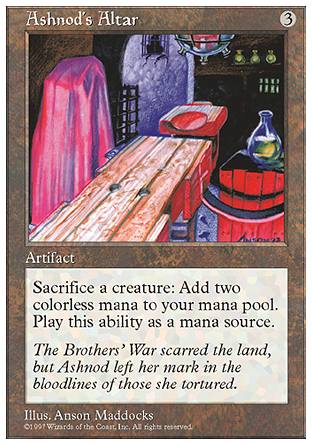 Ashnod's Altar 3
Artifact
Sacrifice a creature: Add two
colorless mana to your mana pool.
Play this ability as a mana source.
The Brothers' War scarred the land,
but Ashnod left her mark in the
bloodlines of those she tortured.
Illus. Anson Maddocks
©1997 Wizards of the Coast, Inc. All rights reserved.